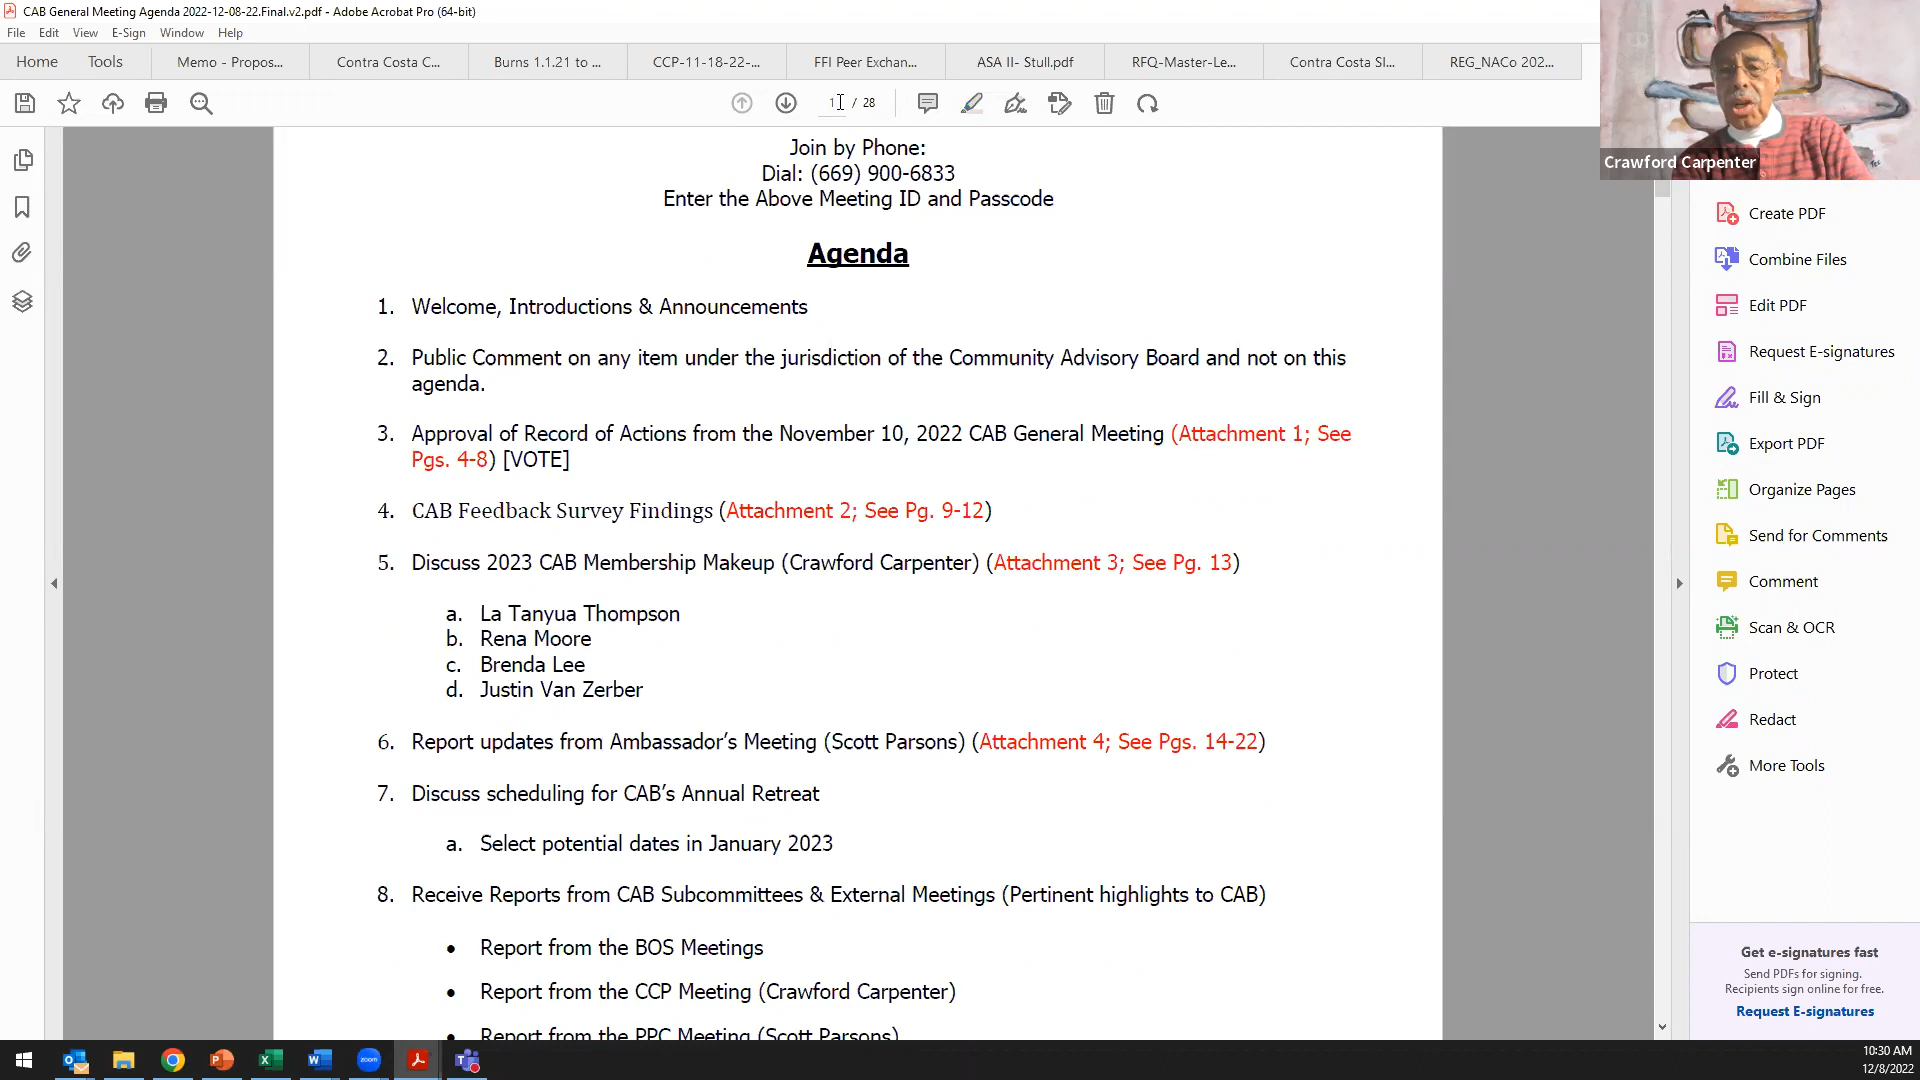 CAB General Meeting Agenda 2022-12-08-22.Final.v2.pdf - Adobe Acrobat Pro (64-bit)
File Edit View E-Sign Window Help
Home Tools Memo - Propos... Contra Costa C... Burns 1.1.21 to ... CCP-11-18-22-... FFI Peer Exchan... ASA II- Stull.pdf RFQ-Master-Le... Contra Costa Sl... REG_NACo 202...
1 / 28
Crawford Carpenter
Join by Phone:
Dial: (669) 900-6833
Enter the Above Meeting ID and Passcode
Agenda
1. Welcome, Introductions & Announcements
2. Public Comment on any item under the jurisdiction of the Community Advisory Board and not on this
agenda.
3. Approval of Record of Actions from the November 10, 2022 CAB General Meeting (Attachment 1; See
Pgs. 4-8) [VOTE]
4. CAB Feedback Survey Findings (Attachment 2; See Pg. 9-12)
5. Discuss 2023 CAB Membership Makeup (Crawford Carpenter) (Attachment 3; See Pg. 13)
a. La Tanyua Thompson
b. Rena Moore
c. Brenda Lee
d. Justin Van Zerber
6. Report updates from Ambassador’s Meeting (Scott Parsons) (Attachment 4; See Pgs. 14-22)
7. Discuss scheduling for CAB’s Annual Retreat
a. Select potential dates in January 2023
8. Receive Reports from CAB Subcommittees & External Meetings (Pertinent highlights to CAB)
• Report from the BOS Meetings
• Report from the CCP Meeting (Crawford Carpenter)
• Report from the PPC Meeting (Scott Parsons)
Create PDF
Combine Files
Edit PDF
Request E-signatures
Fill & Sign
Export PDF
Organize Pages
Send for Comments
Comment
Scan & OCR
Protect
Redact
More Tools
Get e-signatures fast
Send PDFs for signing.
Recipients sign online for free.
Request E-signatures
zoom
10:30 AM
12/8/2022